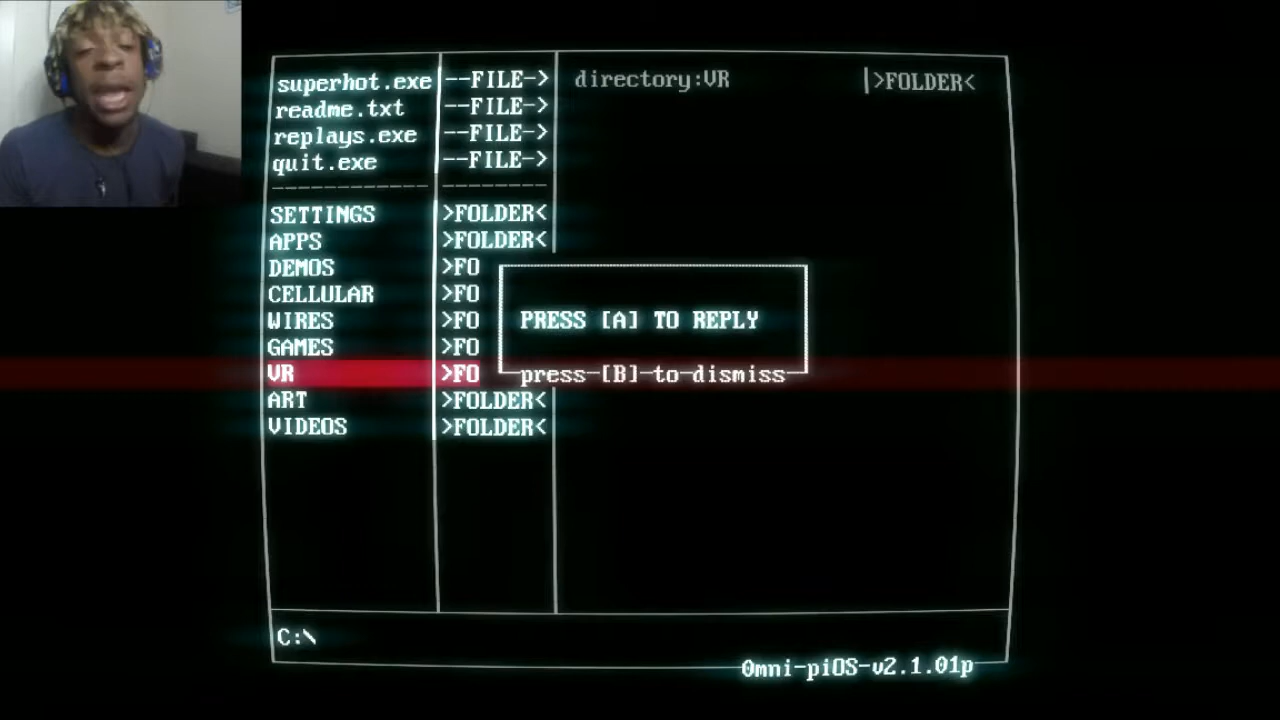 superhot.exe --FILE-> directory:VR >FOLDER<
readme.txt --FILE->
replays.exe --FILE->
quit.exe --FILE->
SETTINGS >FOLDER<
APPS >FOLDER<
DEMOS >FO
CELLULAR >FO
WIRES >FO PRESS [A] TO REPLY
GAMES >FO
VR >FO press-[B]-to-dismiss
ART >FOLDER<
VIDEOS >FOLDER<
C:\
Omni-piOS-v2.1.01p